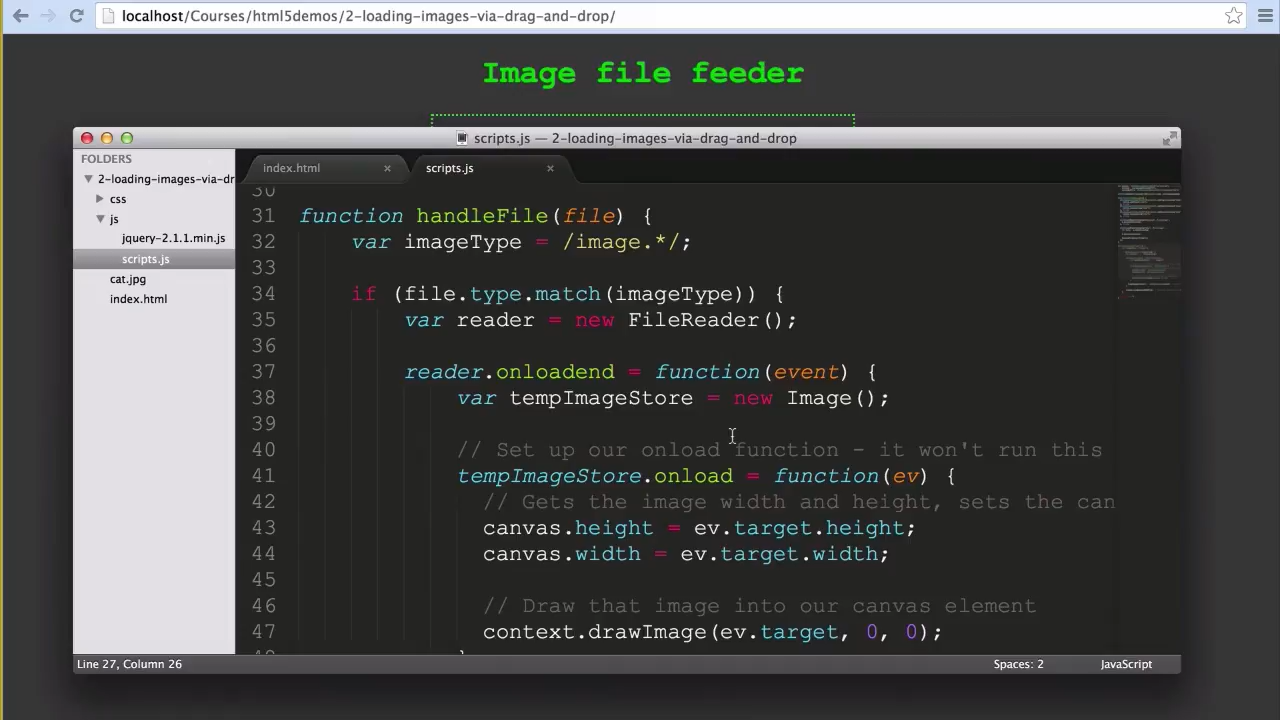 localhost/Courses/html5demos/2-loading-images-via-drag-and-drop/
Image file feeder
scripts.js — 2-loading-images-via-drag-and-drop
FOLDERS
2-loading-images-via-dr
css
js
jquery-2.1.1.min.js
scripts.js
cat.jpg
index.html
index.html
scripts.js
30
31 function handleFile(file) {
32 var imageType = /image.*/;
33
34 if (file.type.match(imageType)) {
35 var reader = new FileReader();
36
37 reader.onloadend = function(event) {
38 var tempImageStore = new Image();
39
40 // Set up our onload function - it won't run this
41 tempImageStore.onload = function(ev) {
42 // Gets the image width and height, sets the can
43 canvas.height = ev.target.height;
44 canvas.width = ev.target.width;
45
46 // Draw that image into our canvas element
47 context.drawImage(ev.target, 0, 0);
Line 27, Column 26
Spaces: 2
JavaScript